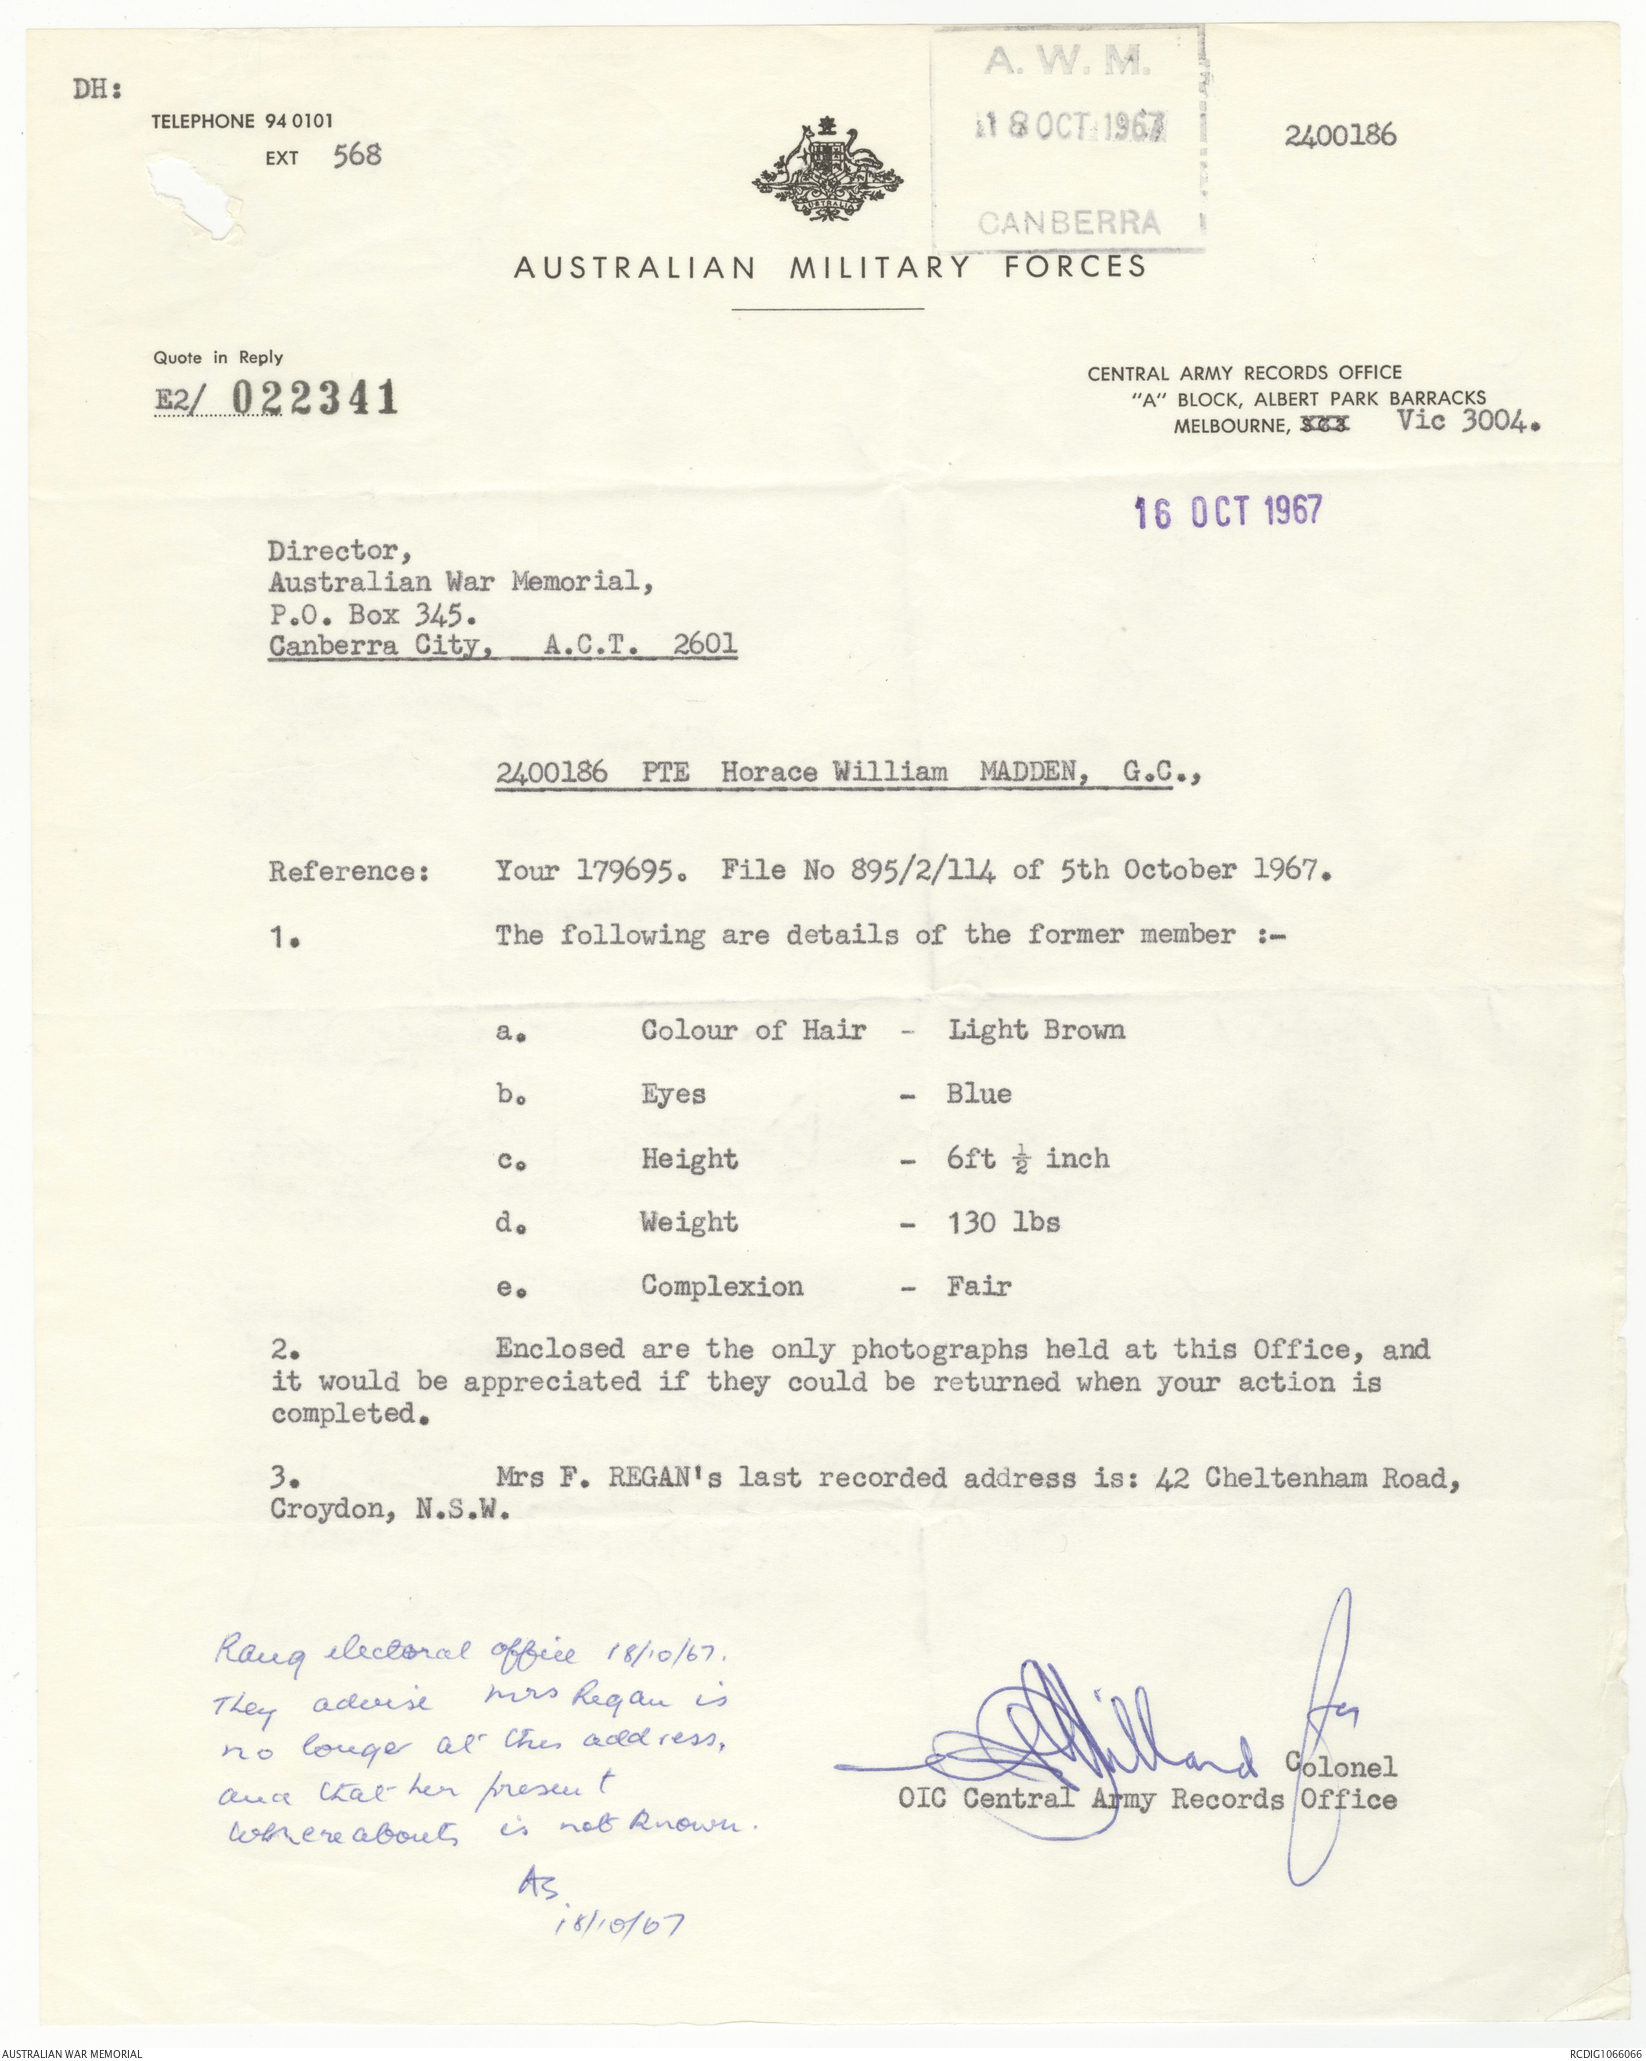 DH:
TELEPHONE 94 0101
EXT 568
A. W. M.
18 OCT 1967
CANBERRA
2400186
AUSTRALIA
AUSTRALIAN MILITARY FORCES
Quote in Reply
E2/ 022341
CENTRAL ARMY RECORDS OFFICE
"A" BLOCK, ALBERT PARK BARRACKS
MELBOURNE, Vic 3004.
16 OCT 1967
Director,
Australian War Memorial,
P.O. Box 345.
Canberra City, A.C.T. 2601
2400186 PTE Horace William MADDEN, G.C.,
Reference: Your 179695. File No 895/2/114 of 5th October 1967.
1. The following are details of the former member :-
a. Colour of Hair - Light Brown
b. Eyes - Blue
c. Height - 6ft ½ inch
d. Weight - 130 lbs
e. Complexion - Fair
2. Enclosed are the only photographs held at this Office, and
it would be appreciated if they could be returned when your action is
completed.
3. Mrs F. REGAN's last recorded address is: 42 Cheltenham Road,
Croydon, N.S.W.
Rang electoral office 18/10/67.
They advise Mrs Regan is
no longer at this address,
and that her present
whereabouts is not known.
AS
18/10/67
for
Colonel
OIC Central Army Records Office
AUSTRALIAN WAR MEMORIAL
RCDIG1066066